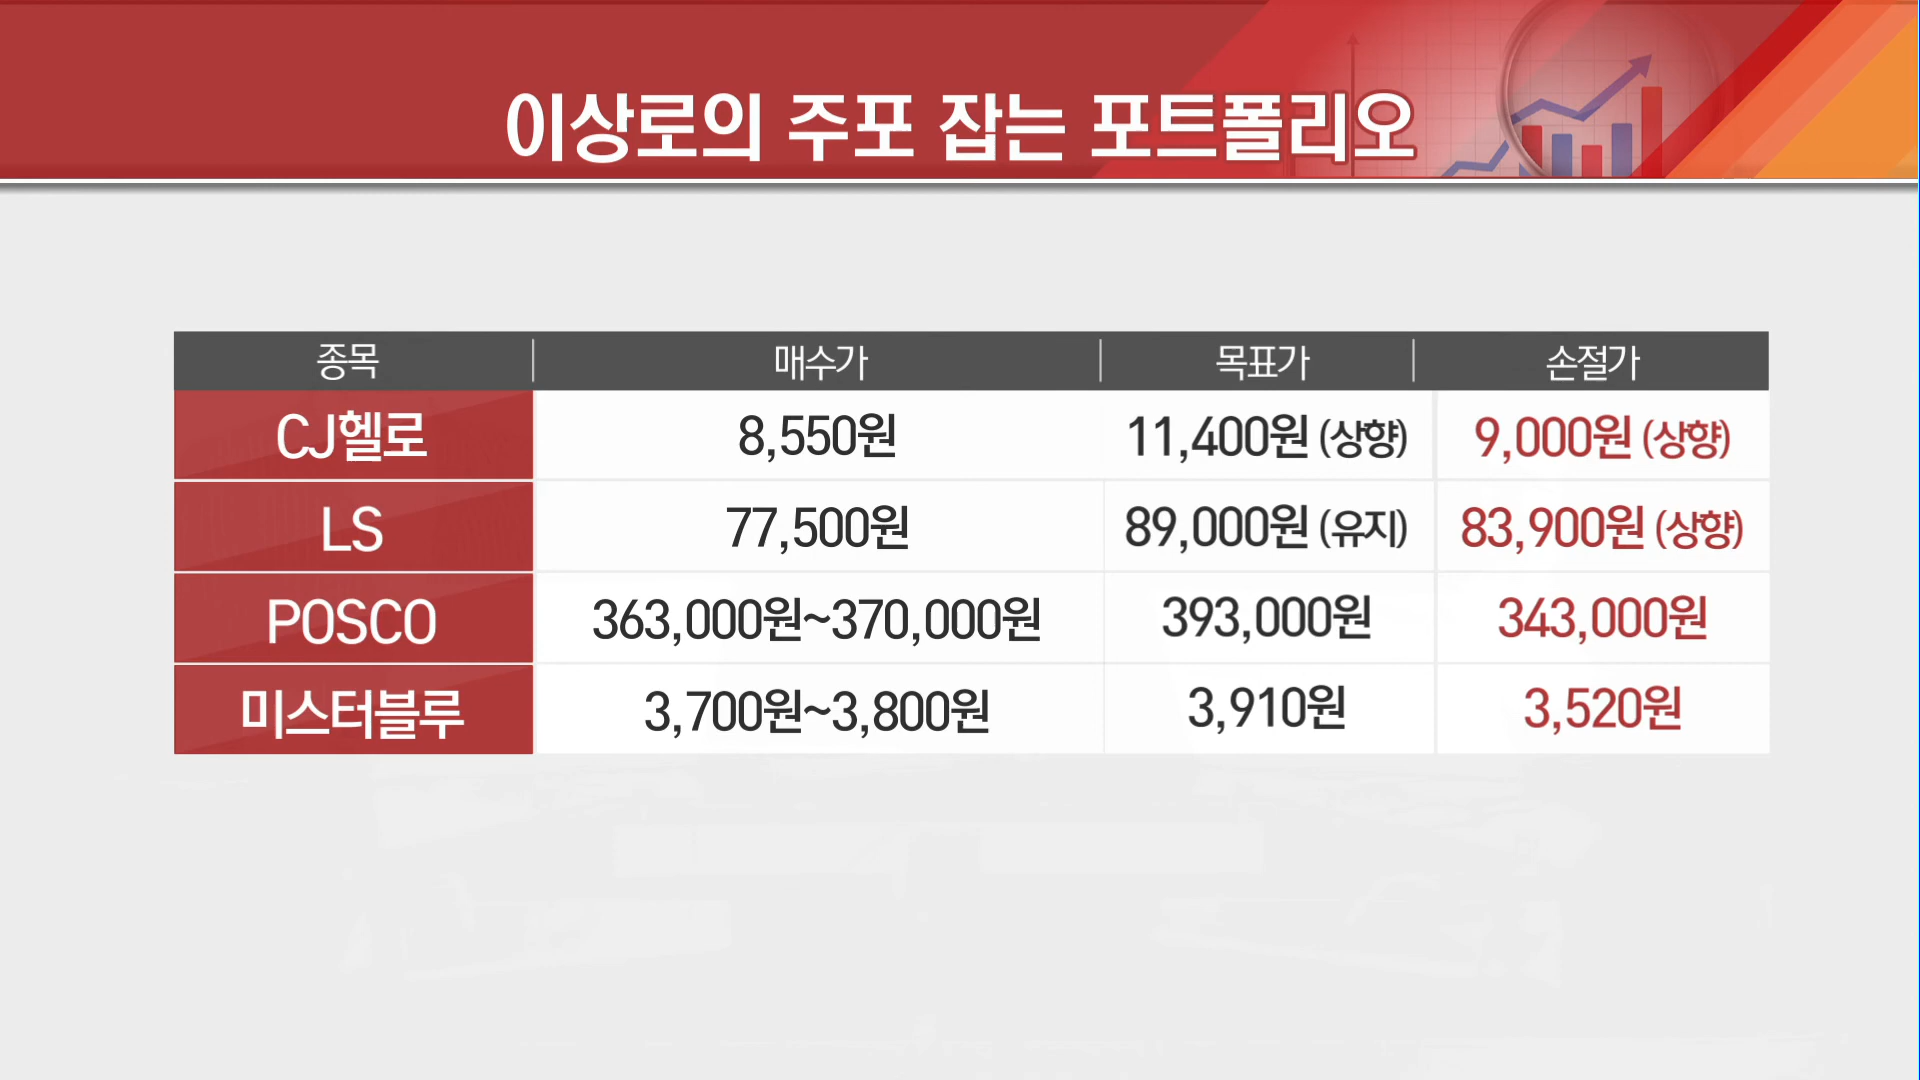 이상로의 주포 잡는 포트폴리오
종목 매수가 목표가 손절가
CJ헬로 8,550원 11,400원 (상향) 9,000원 (상향)
LS 77,500원 89,000원 (유지) 83,900원 (상향)
POSCO 363,000원~370,000원 393,000원 343,000원
미스터블루 3,700원~3,800원 3,910원 3,520원